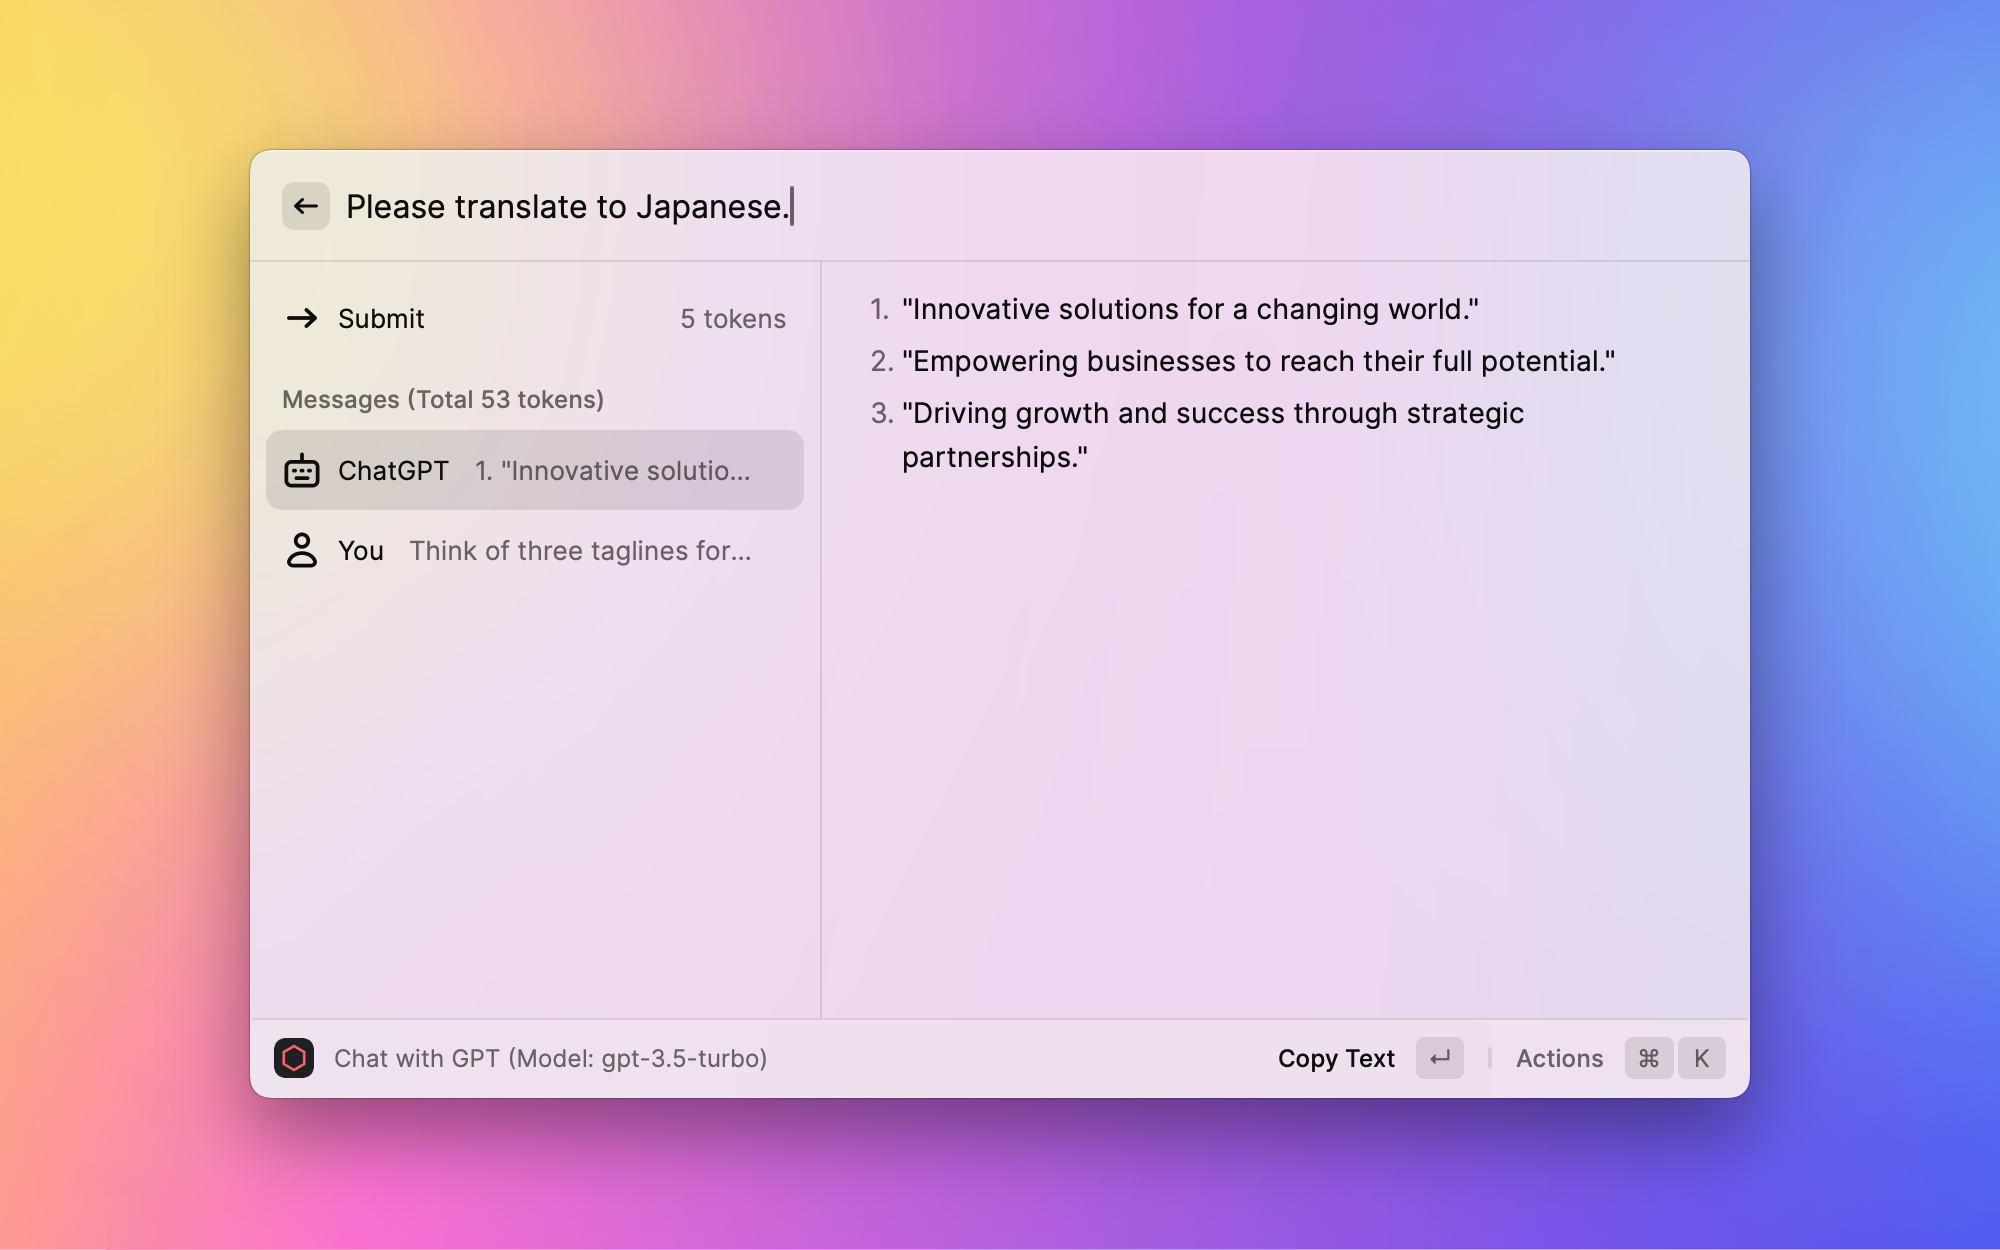 Please translate to Japanese.
Submit 5 tokens
Messages (Total 53 tokens)
ChatGPT 1. "Innovative solutio...
You Think of three taglines for...
1. "Innovative solutions for a changing world."
2. "Empowering businesses to reach their full potential."
3. "Driving growth and success through strategic
partnerships."
Chat with GPT (Model: gpt-3.5-turbo)
Copy Text ↵ Actions ⌘ K